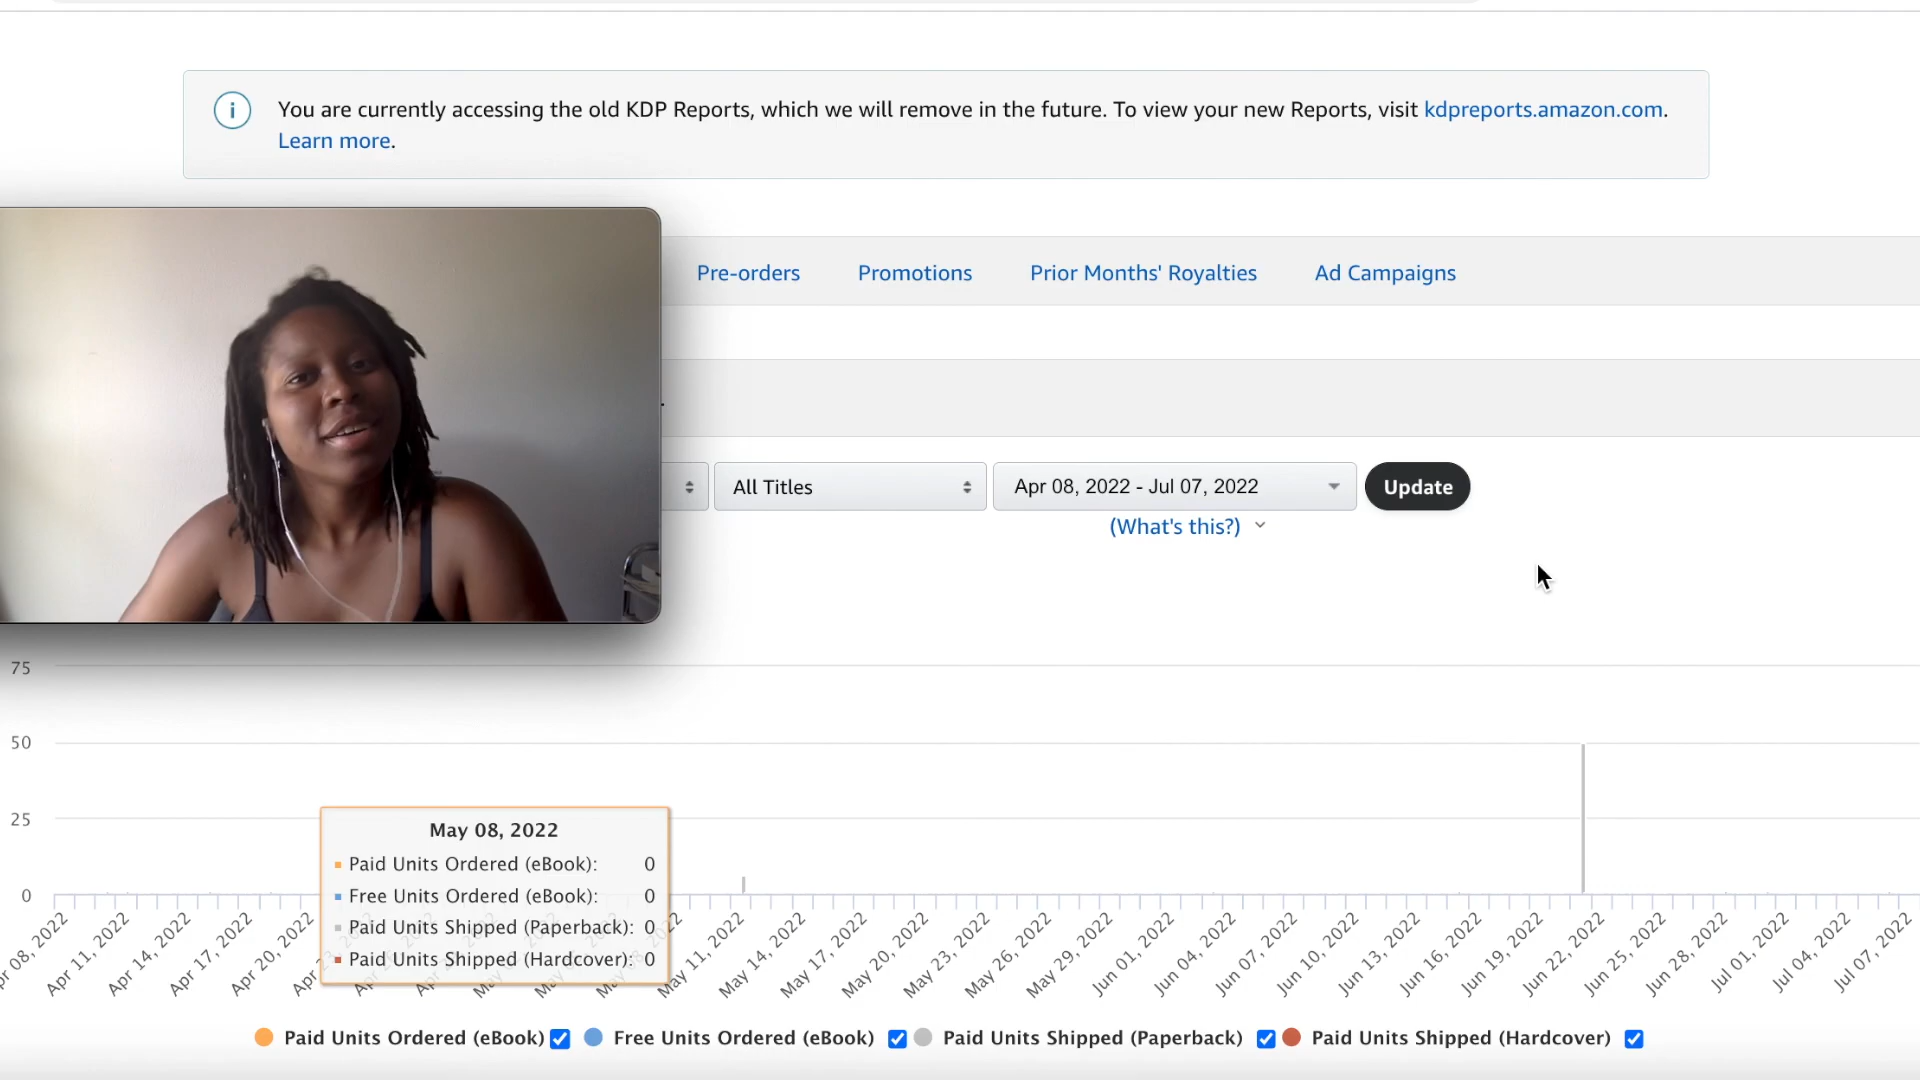 You are currently accessing the old KDP Reports, which we will remove in the future. To view your new Reports, visit kdpreports.amazon.com.
Learn more.
Pre-orders Promotions Prior Months' Royalties Ad Campaigns
All Titles Apr 08, 2022 - Jul 07, 2022 Update
(What's this?)
75
50
25
0
May 08, 2022
Paid Units Ordered (eBook): 0
Free Units Ordered (eBook): 0
Paid Units Shipped (Paperback): 0
Paid Units Shipped (Hardcover): 0
08, 2022 Apr 11, 2022 Apr 14, 2022 Apr 17, 2022 Apr 20, 2022 May 11, 2022 May 14, 2022 May 17, 2022 May 20, 2022 May 23, 2022 May 26, 2022 May 29, 2022 Jun 01, 2022 Jun 04, 2022 Jun 07, 2022 Jun 10, 2022 Jun 13, 2022 Jun 16, 2022 Jun 19, 2022 Jun 22, 2022 Jun 25, 2022 Jun 28, 2022 Jul 01, 2022 Jul 04, 2022 Jul 07, 2022
Paid Units Ordered (eBook) Free Units Ordered (eBook) Paid Units Shipped (Paperback) Paid Units Shipped (Hardcover)